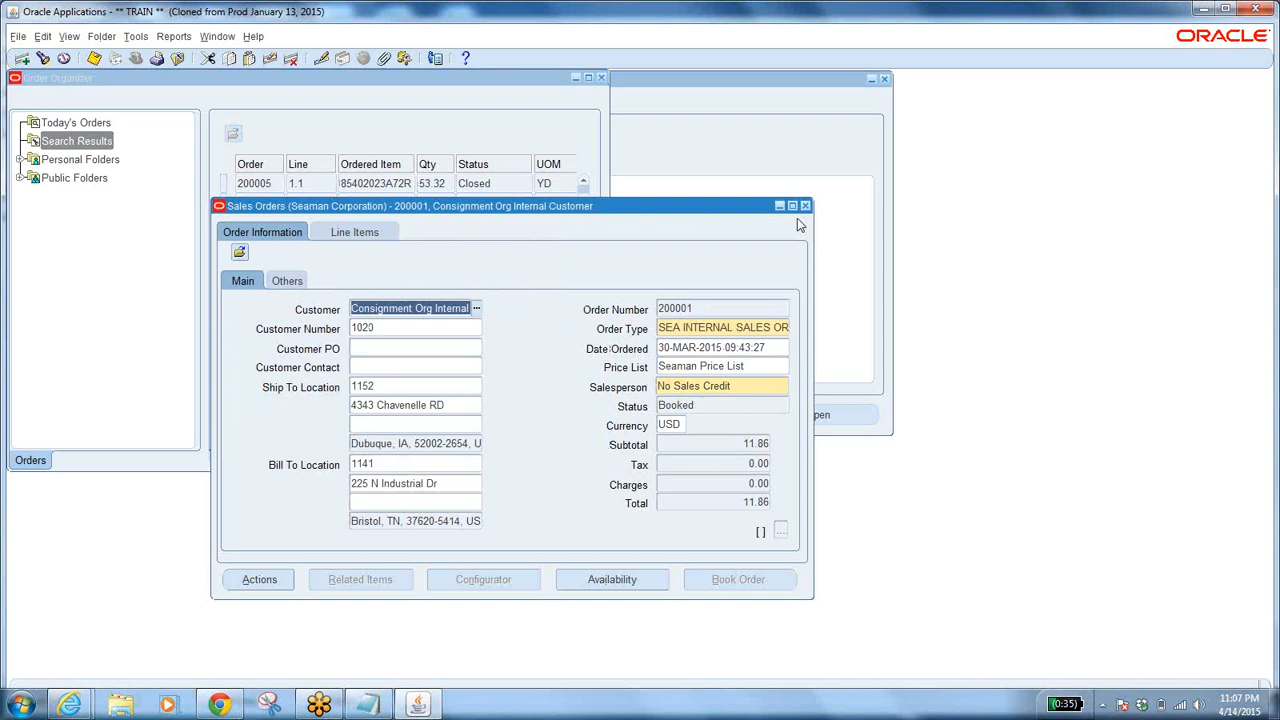 Oracle Applications - ** TRAIN ** (Cloned from Prod January 13, 2015)
File Edit View Folder Tools Reports Window Help
ORACLE
Order Organizer
Today's Orders
Search Results
Personal Folders
Public Folders
Order Line Ordered Item Qty Status UOM
200005 1.1 85402023A72R 53.32 Closed YD
Sales Orders (Seaman Corporation) - 200001, Consignment Org Internal Customer
Order Information Line Items
Main Others
Customer Consignment Org Internal
Customer Number 1020
Customer PO
Customer Contact
Ship To Location 1152
4343 Chavenelle RD
Dubuque, IA, 52002-2654, U
Bill To Location 1141
225 N Industrial Dr
Bristol, TN, 37620-5414, US
Order Number 200001
Order Type SEA INTERNAL SALES OR
Date Ordered 30-MAR-2015 09:43:27
Price List Seaman Price List
Salesperson No Sales Credit
Status Booked
Currency USD
Subtotal 11.86
Tax 0.00
Charges 0.00
Total 11.86
[ ]
Actions Related Items Configurator Availability Book Order
pen
Orders
(0:35)
11:07 PM
4/14/2015